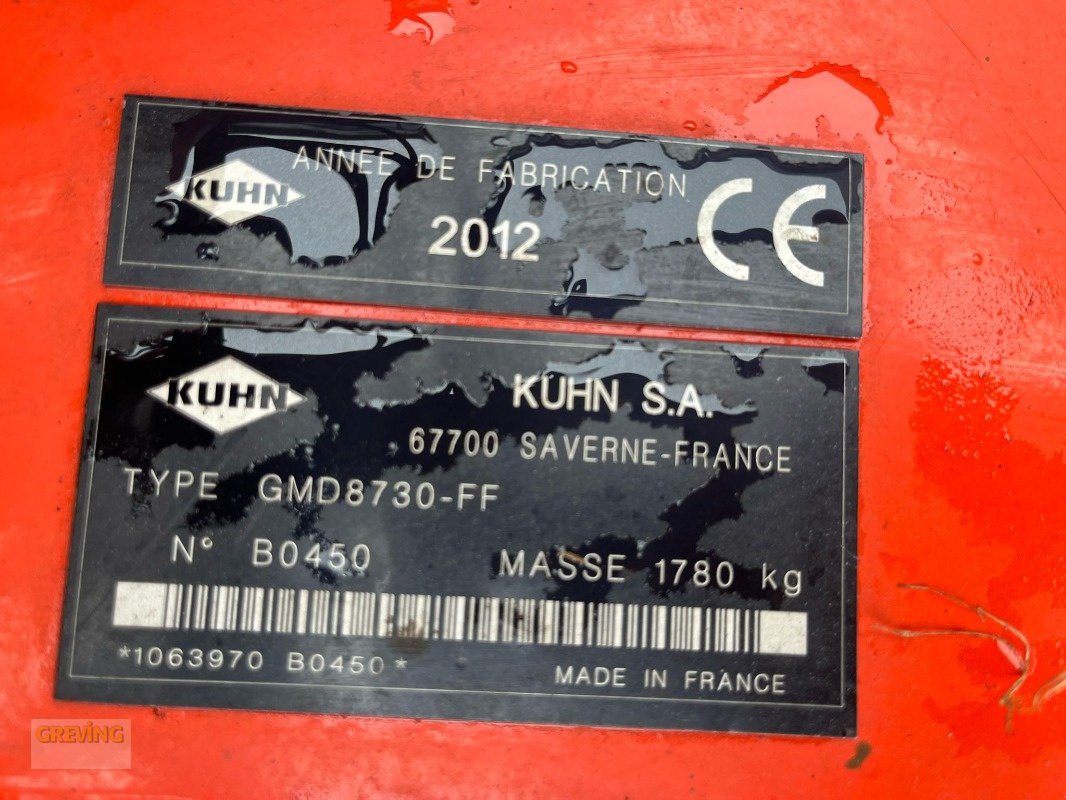 KUHN
ANNEE DE FABRICATION
2012
CE
KUHN
KUHN S.A.
67700 SAVERNE-FRANCE
TYPE GMD8730-FF
N° B0450 MASSE 1780 kg
*1063970 B0450*
MADE IN FRANCE
GREVING